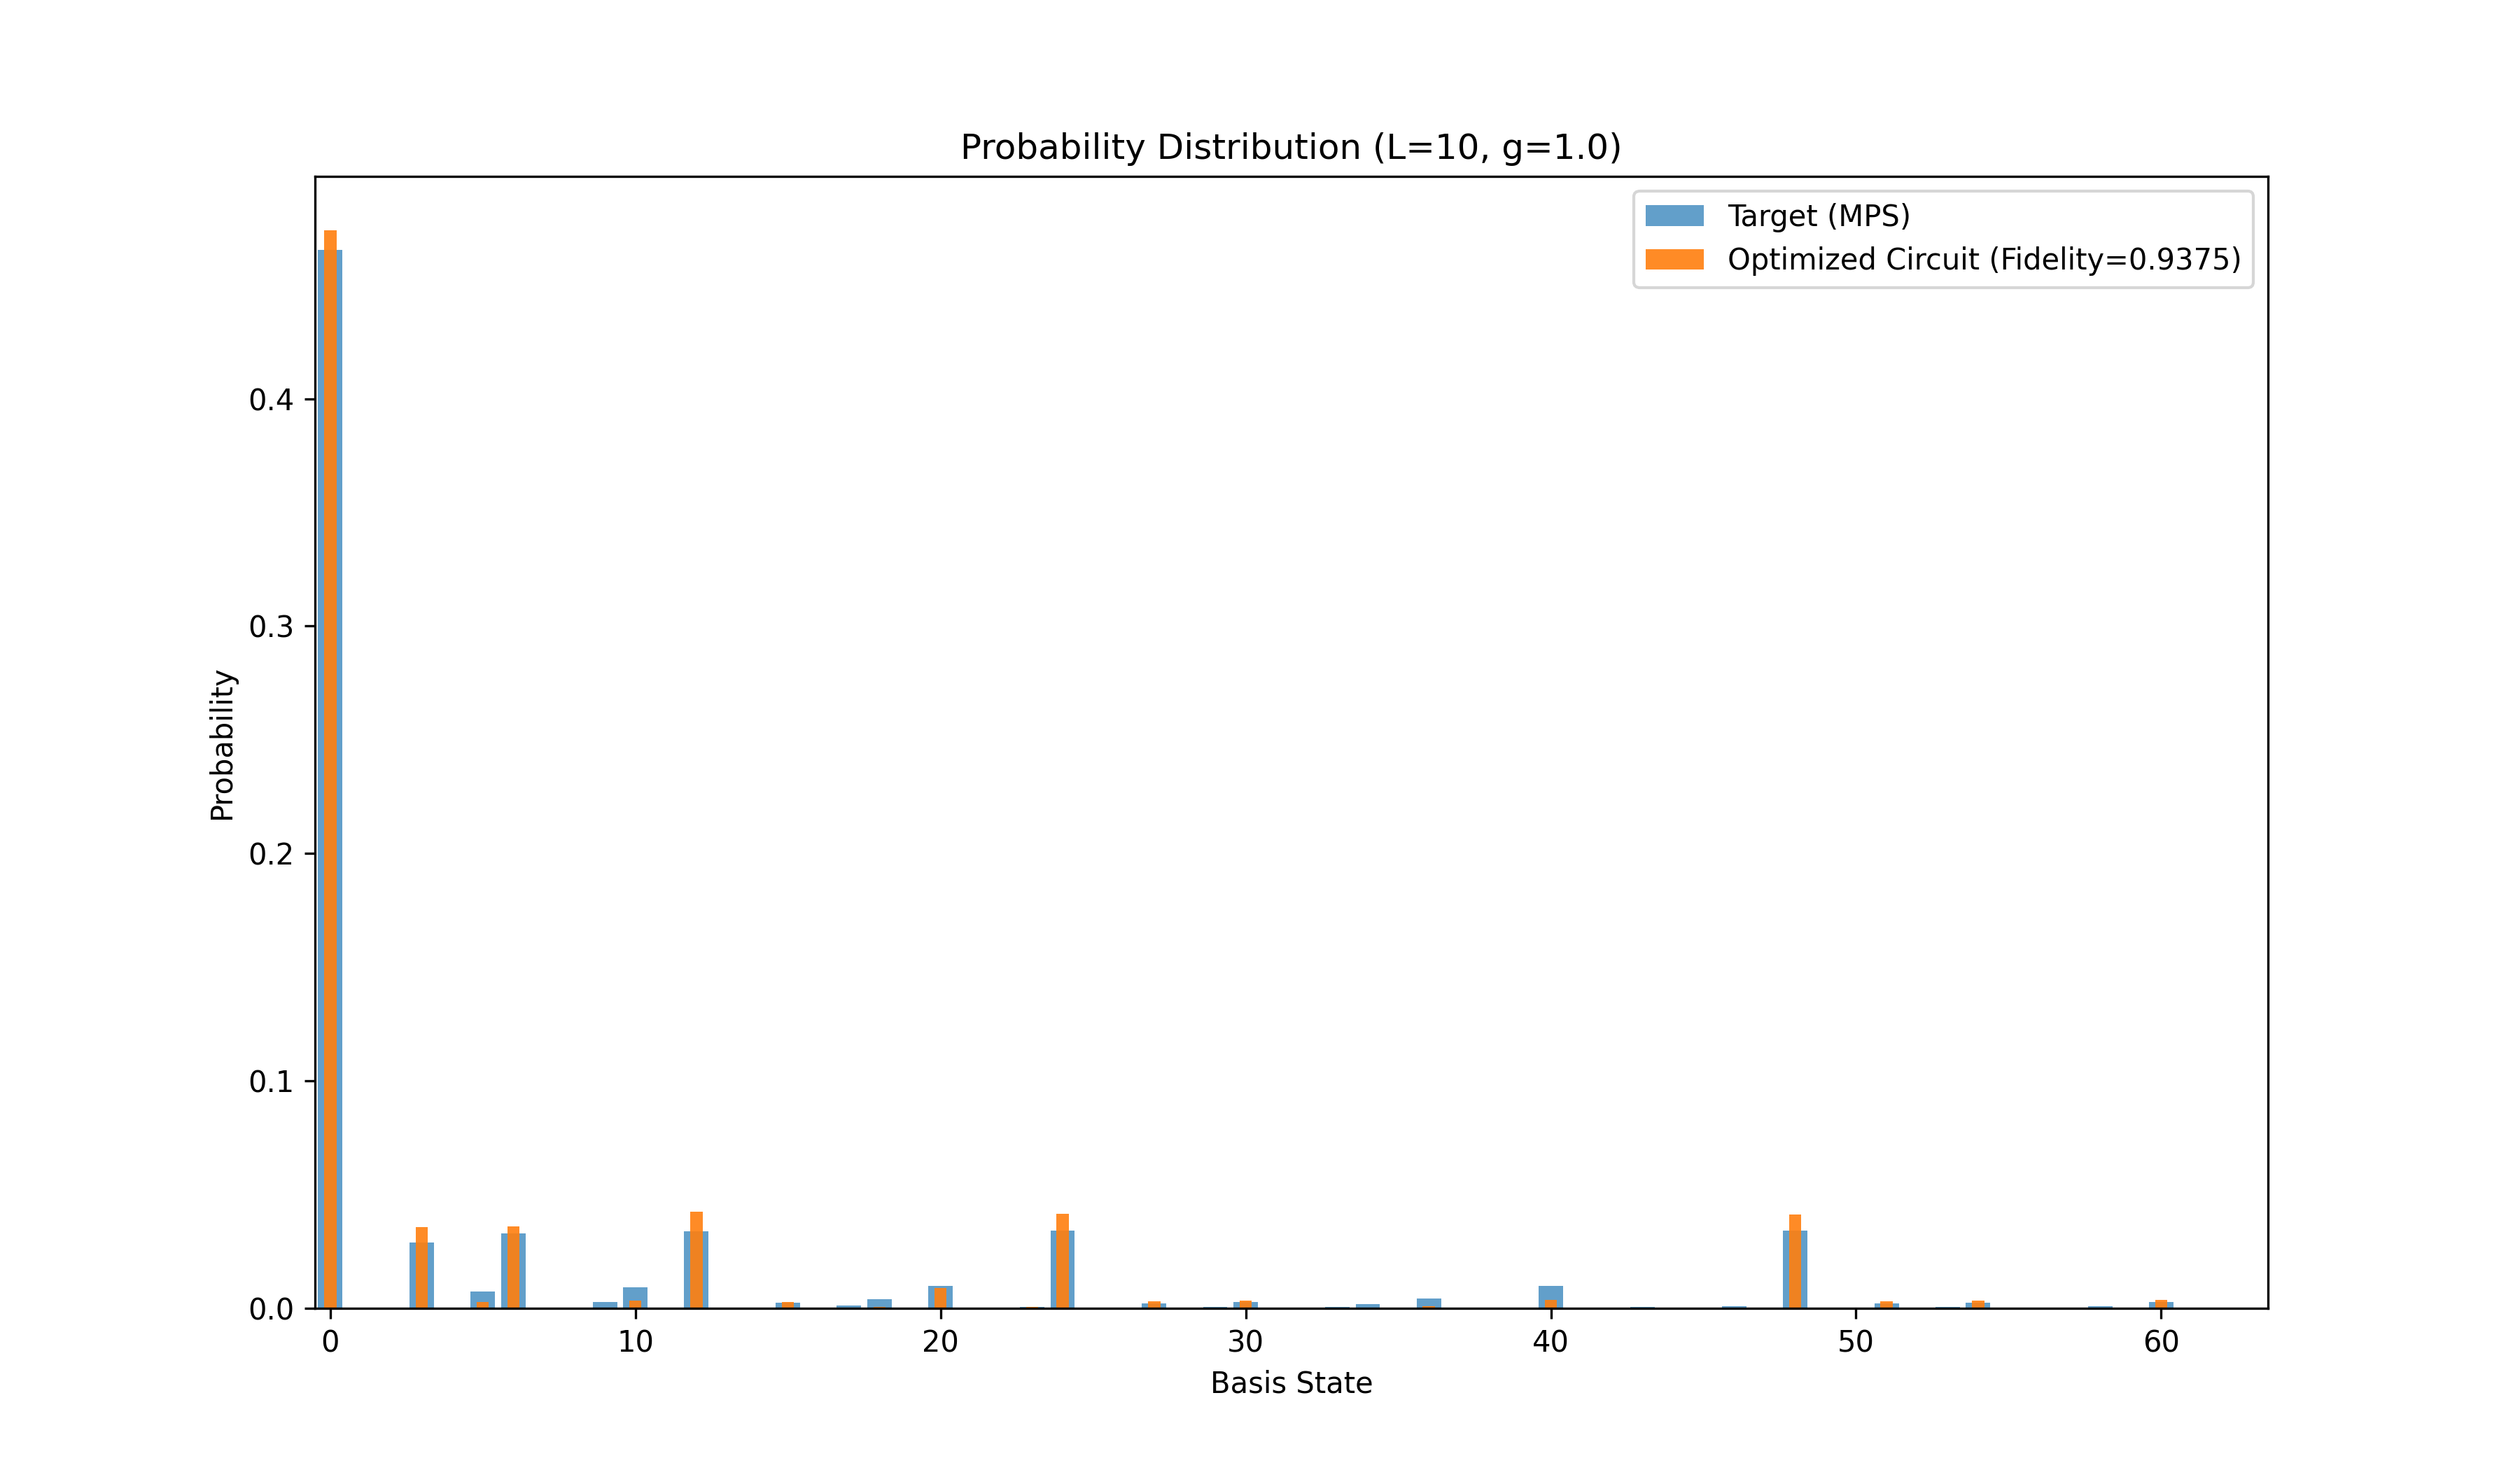 Probability Distribution (L=10, g=1.0)
Target (MPS)
Optimized Circuit (Fidelity=0.9375)
Probability
0.4
0.3
0.2
0.1
0.0
0 10 20 30 40 50 60
Basis State